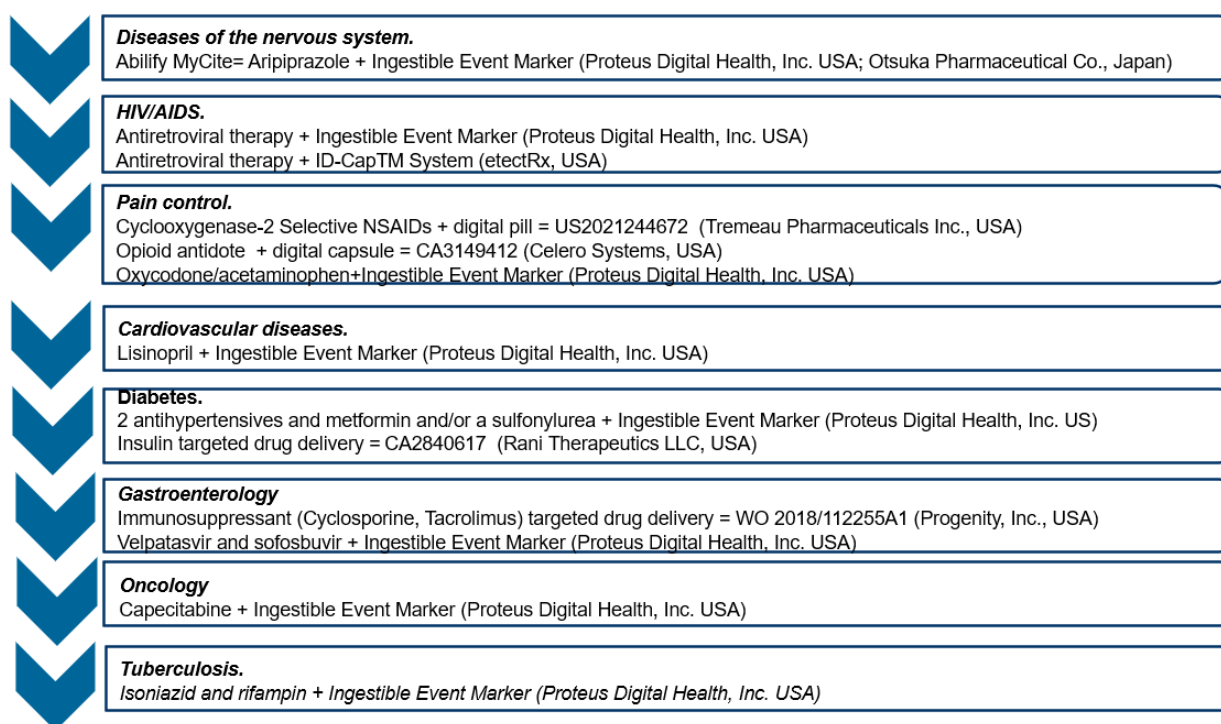 Diseases of the nervous system.
Abilify MyCite= Aripiprazole + Ingestible Event Marker (Proteus Digital Health, Inc. USA; Otsuka Pharmaceutical Co., Japan)
HIV/AIDS.
Antiretroviral therapy + Ingestible Event Marker (Proteus Digital Health, Inc. USA)
Antiretroviral therapy + ID-CapTM System (etectRx, USA)
Pain control.
Cyclooxygenase-2 Selective NSAIDs + digital pill = US2021244672  (Tremeau Pharmaceuticals Inc., USA)
Opioid antidote  + digital capsule = CA3149412 (Celero Systems, USA)
Oxycodone/acetaminophen+Ingestible Event Marker (Proteus Digital Health, Inc. USA)
Cardiovascular diseases.
Lisinopril + Ingestible Event Marker (Proteus Digital Health, Inc. USA)
Diabetes.
2 antihypertensives and metformin and/or a sulfonylurea + Ingestible Event Marker (Proteus Digital Health, Inc. US)
Insulin targeted drug delivery = CA2840617  (Rani Therapeutics LLC, USA)
Gastroenterology
Immunosuppressant (Cyclosporine, Tacrolimus) targeted drug delivery = WO 2018/112255A1 (Progenity, Inc., USA)
Velpatasvir and sofosbuvir + Ingestible Event Marker (Proteus Digital Health, Inc. USA)
Oncology
Capecitabine + Ingestible Event Marker (Proteus Digital Health, Inc. USA)
Tuberculosis.
Isoniazid and rifampin + Ingestible Event Marker (Proteus Digital Health, Inc. USA)